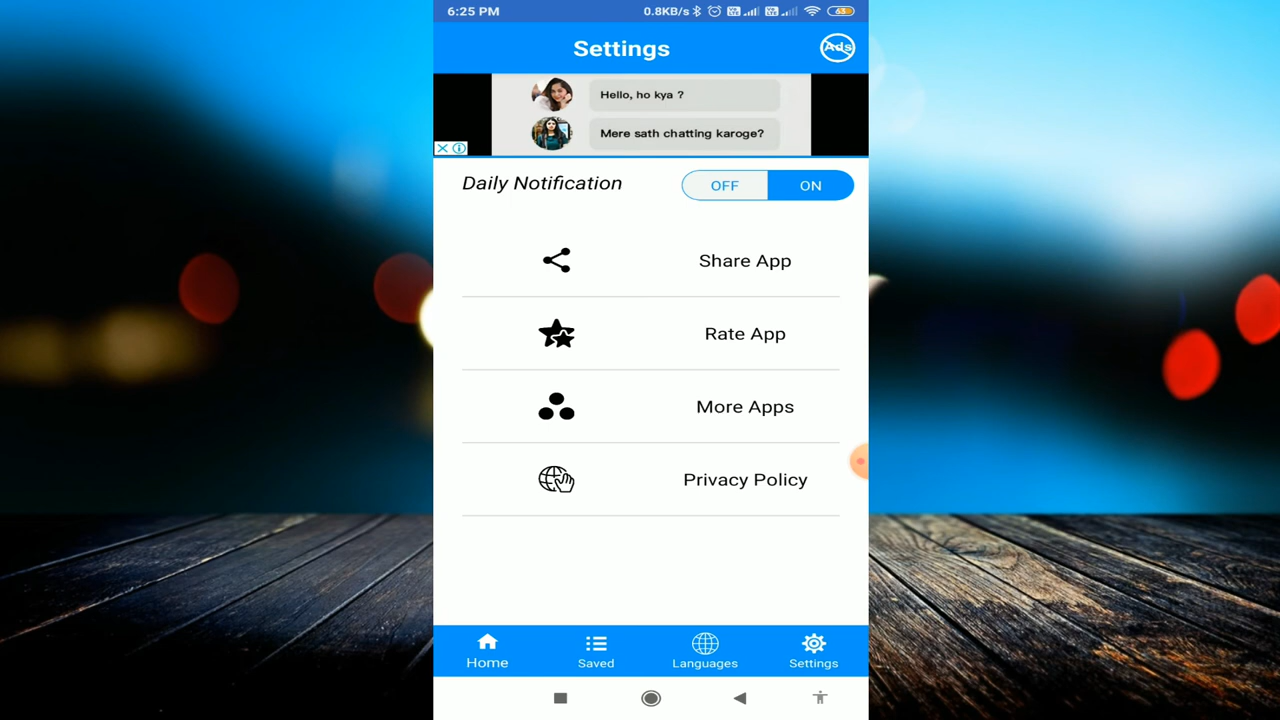 6:25 PM
0.8KB/s
63
Settings
Ads
Hello, ho kya ?
Mere sath chatting karoge?
Daily Notification
OFF
ON
Share App
Rate App
More Apps
Privacy Policy
Home
Saved
Languages
Settings